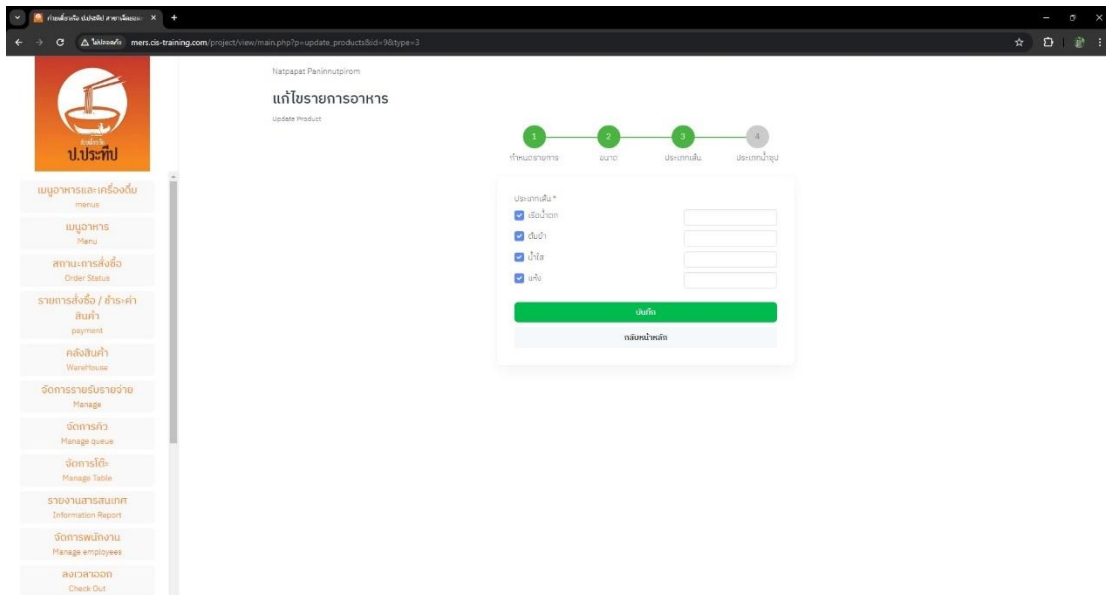 ไม่ปลอดภัย mers.cis-training.com/project/view/main.php?p=update_products&id=9&type=3
ป.ประทีป
เมนูอาหารและเครื่องดื่ม
menus
เมนูอาหาร
Menu
สถานะการสั่งซื้อ
Order Status
รายการสั่งซื้อ / ชำระค่า
สินค้า
payment
คลังสินค้า
WareHouse
จัดการรายรับรายจ่าย
Manage
จัดการคิว
Manage queue
จัดการโต๊ะ
Manage Table
รายงานสารสนเทศ
Information Report
จัดการพนักงาน
Manage employees
ลงเวลาออก
Check Out
Natpapat Paninnutpirom
แก้ไขรายการอาหาร
Update Product
1 2 3 4
กำหนดรายการ ขนาด ประเภทเส้น ประเภทน้ำซุป
ประเภทเส้น *
เรือน้ำตก
ต้มยำ
น้ำใส
แห้ง
บันทึก
กลับหน้าหลัก